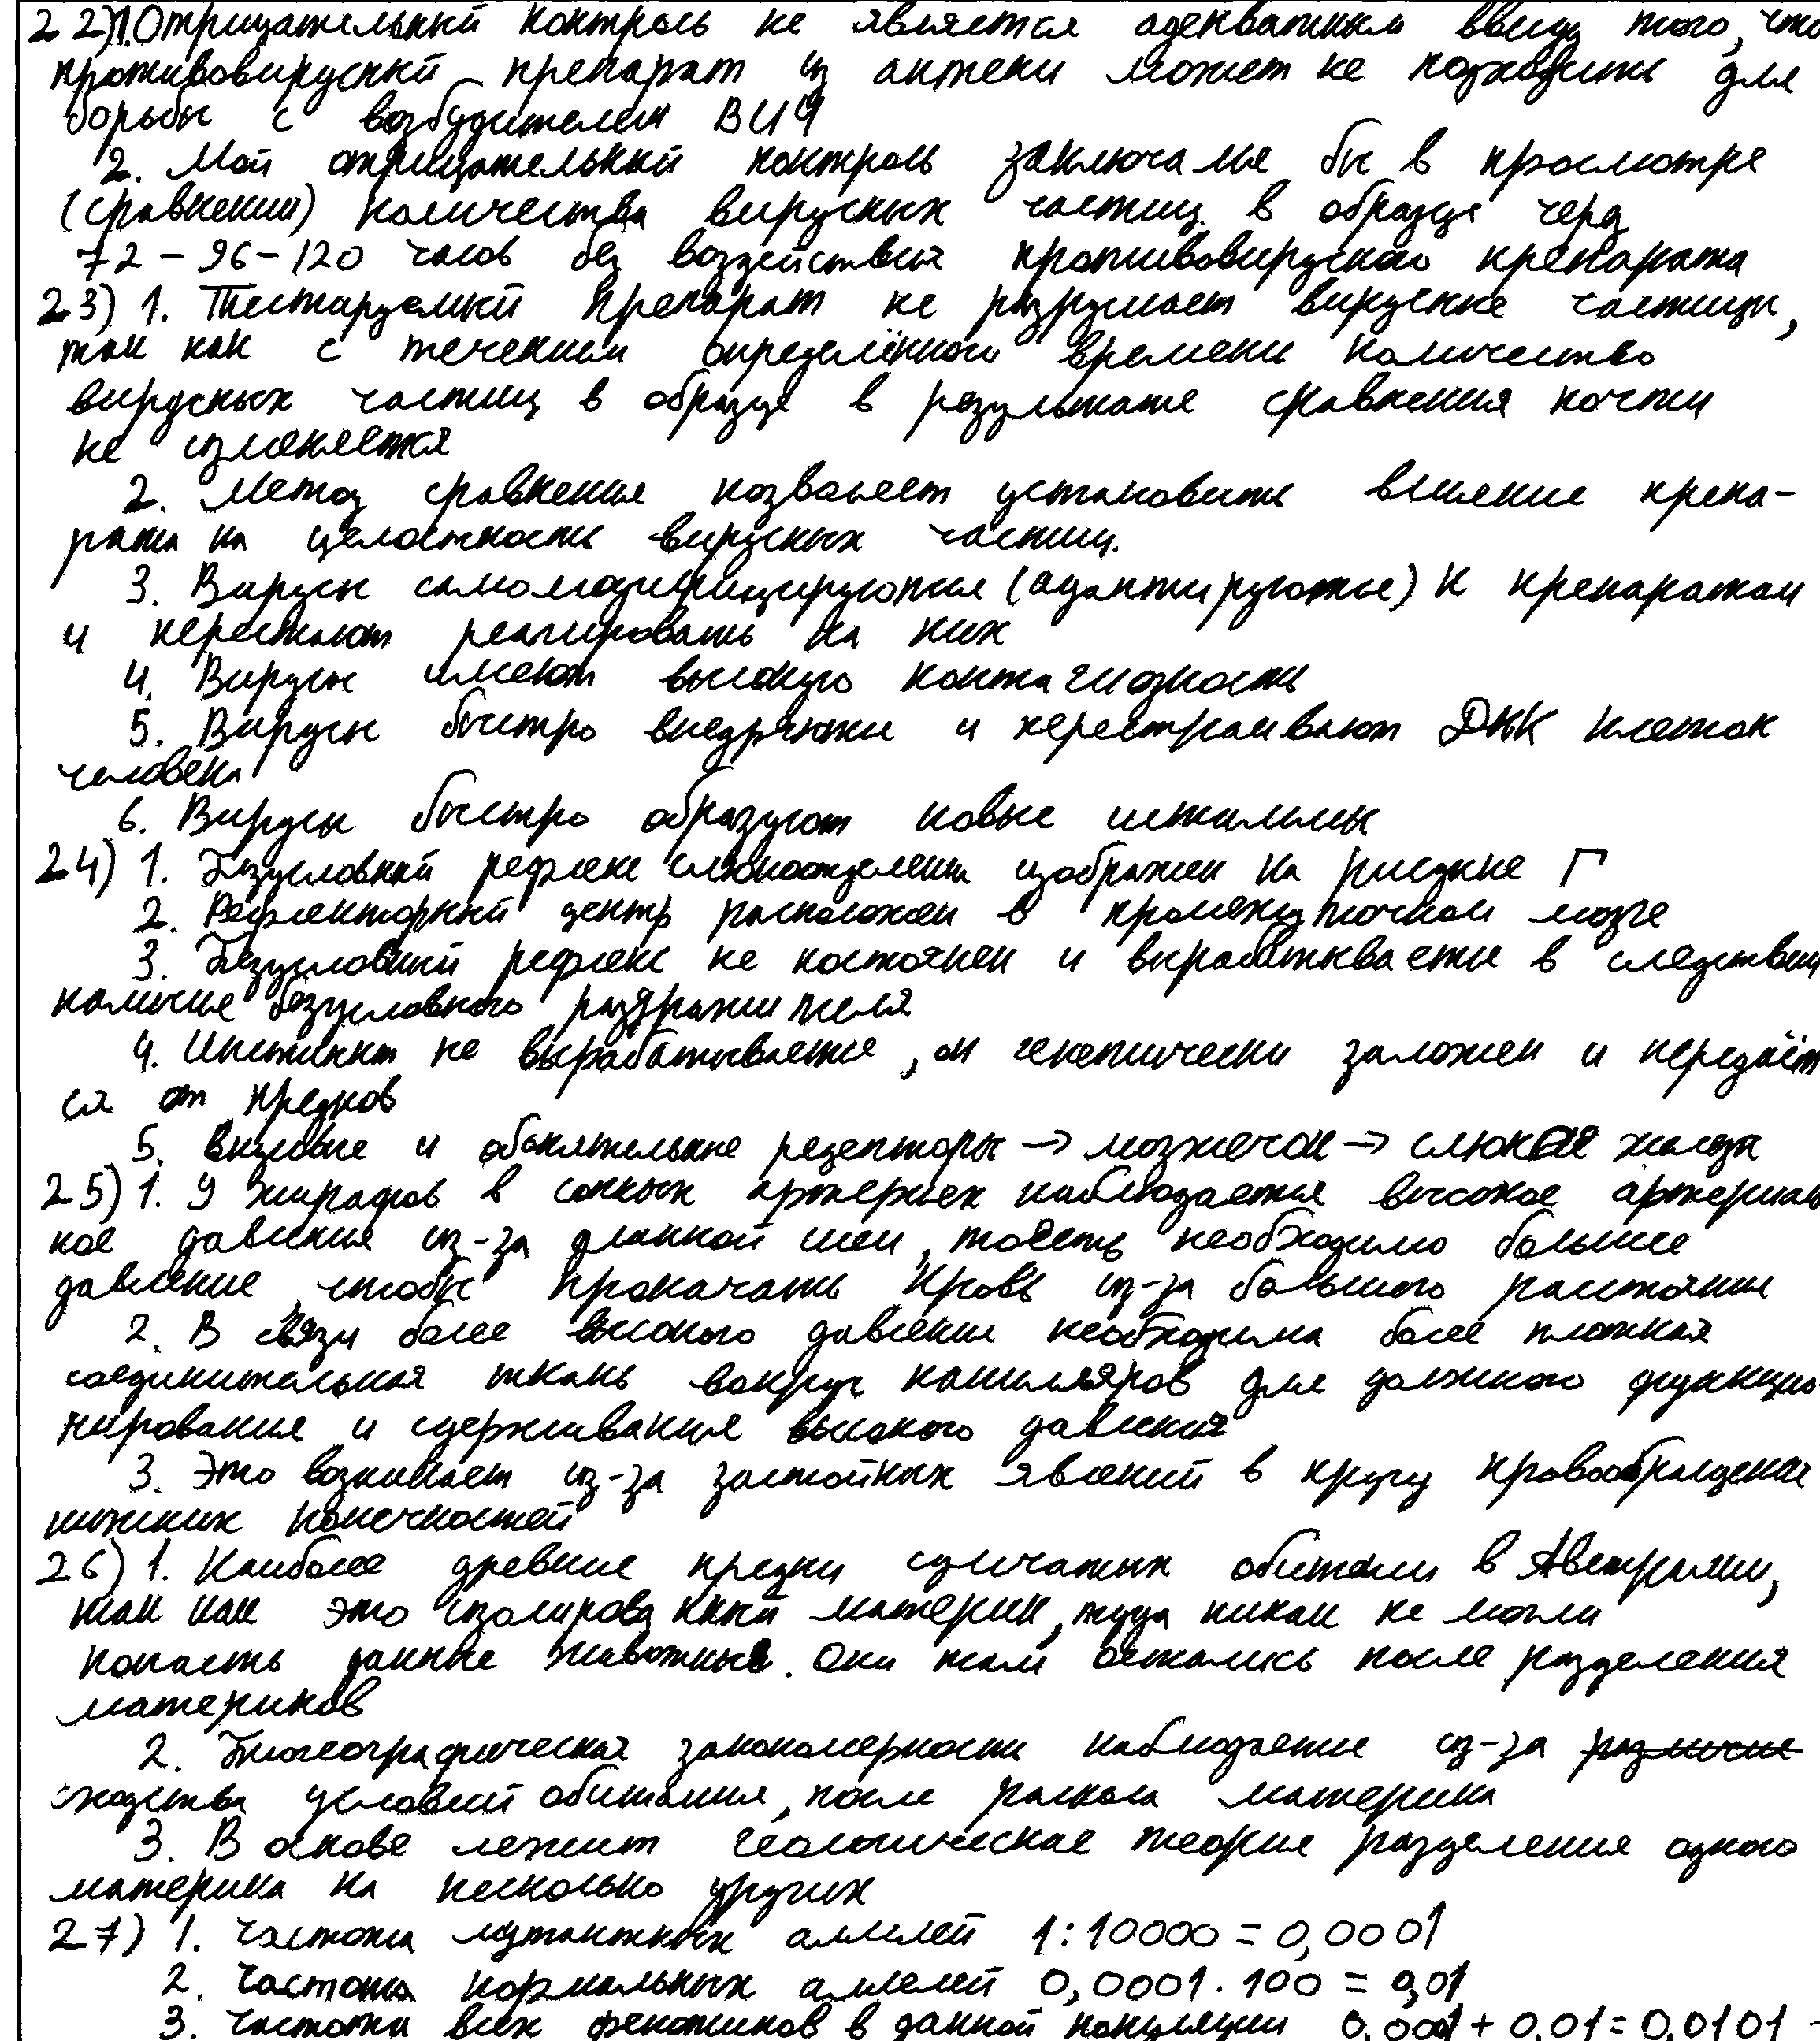 22) 1. Отрицательный контроль не является адекватным ввиду того, что
противовирусный препарат из аптеки может не подходить для
борьбы с возбудителем ВИЧ
2. Мой отрицательный контроль заключался бы в просмотре
(сравнении) количества вирусных частиц в образце через
72 – 96 – 120 часов без воздействия противовирусного препарата
23) 1. Тестируемый препарат не разрушает вирусные частицы,
так как с течением определённого времени количество
вирусных частиц в образце в результате сравнения почти
не изменяется
2. Метод сравнения позволяет установить влияние препа-
рата на целостность вирусных частиц.
3. Вирусы самомодифицируются (адаптируются) к препаратам
и перестают реагировать на них
4. Вирусы имеют высокую контагиозность
5. Вирусы быстро внедряются и перестраивают ДНК клеток
человека
6. Вирусы быстро образуют новые штаммы
24) 1. Безусловный рефлекс слюноотделения изображен на рисунке Г
2. Рефлекторный центр расположен в промежуточном мозге
3. Безусловный рефлекс не постоянен и вырабатывается в следствии
наличие безусловного раздражителя
4. Инстинкт не вырабатывается, он генетически заложен и передаёт
ся от предков
5. Вкусовые и обонятельные рецепторы → мозжечок → слюнная железа
25) 1. У жирафов в сонных артериях наблюдается высокое артериаль
ное давление из-за длинной шеи, тоесть необходимо большее
давление, чтобы прокачать кровь из-за большого расстояния
2. В связи более высокого давления необходима более плотная
соединительная ткань вокруг капилляров для должного функцио-
нирования и сдерживания высокого давления
3. Это возникает из-за застойных явлений в кругу кровообращения
нижних конечностей
26) 1. Наиболее древние предки сумчатых обитали в Австралии,
так как это изолированный материк, туда никак не могли
попасть данные животные. Они там остались после разделения
материков
2. Биогеографическая закономерность наблюдается из-за различие
сходства условий обитания, после раскола материка
3. В основе лежит геологическая теория разделения одного
материка на несколько других
27) 1. Частота мутантных аллелей 1:10000 = 0,0001
2. Частота нормальных аллелей 0,0001 · 100 = 0,01
3. Частота всех фенотипов в данной популяции 0,0001 + 0,01 = 0,0101